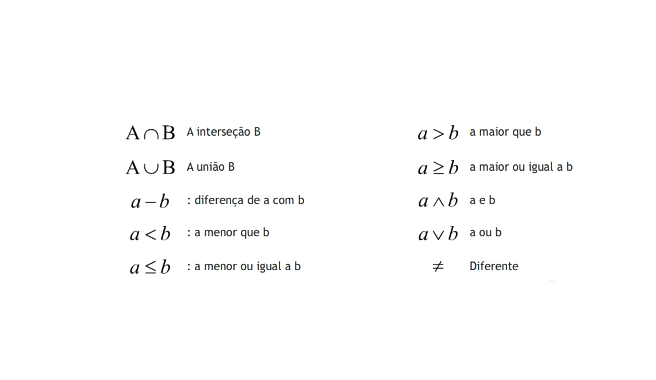 A ∩ B A interseção B
A ∪ B A união B
a − b : diferença de a com b
a < b : a menor que b
a ≤ b : a menor ou igual a b
a > b a maior que b
a ≥ b a maior ou igual a b
a ∧ b a e b
a ∨ b a ou b
≠ Diferente